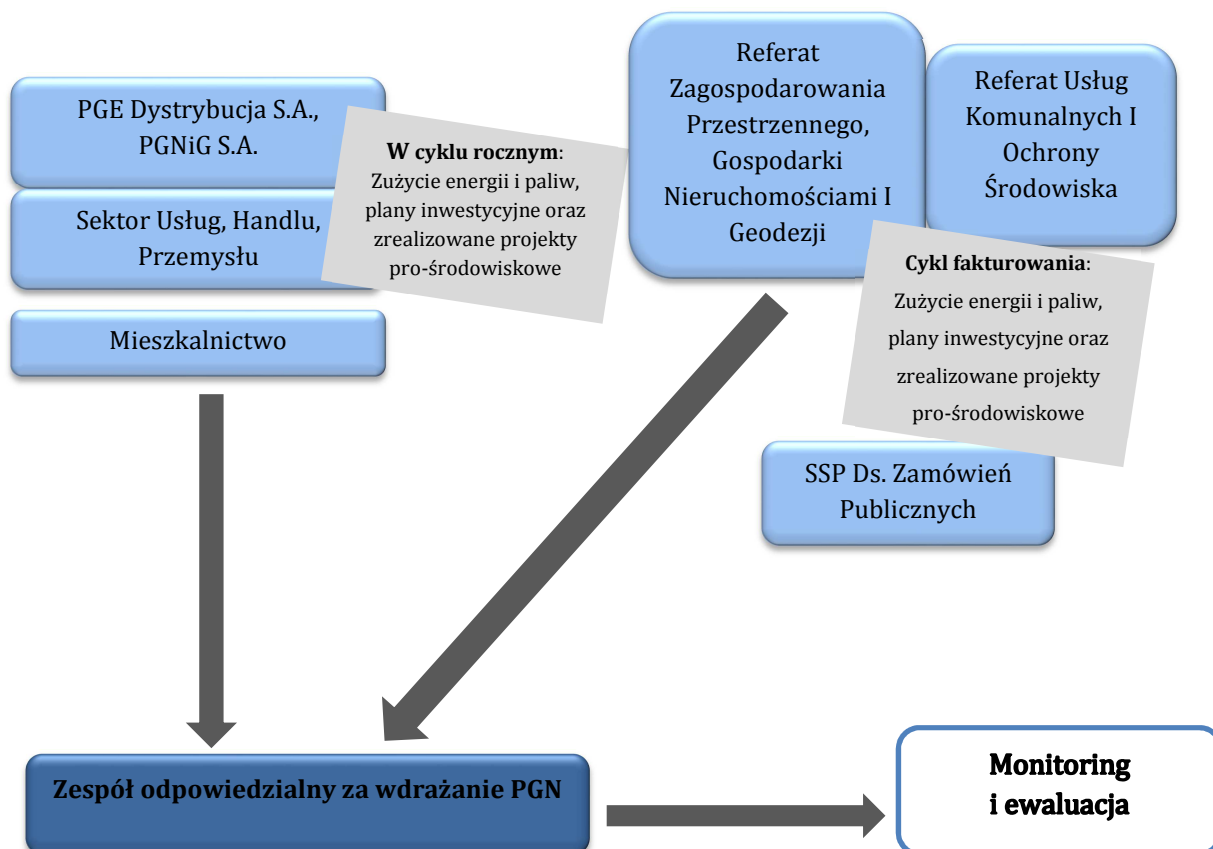 PGE Dystrybucja S.A.,
PGNiG S.A.
Sektor Usług, Handlu,
Przemysłu
Mieszkalnictwo
W cyklu rocznym:
Zużycie energii i paliw,
plany inwestycyjne oraz
zrealizowane projekty
pro-środowiskowe
Referat
Zagospodarowania
Przestrzennego,
Gospodarki
Nieruchomościami I
Geodezji
Referat Usług
Komunalnych I
Ochrony
Środowiska
Cykl fakturowania:
Zużycie energii i paliw,
plany inwestycyjne oraz
zrealizowane projekty
pro-środowiskowe
SSP Ds. Zamówień
Publicznych
Zespół odpowiedzialny za wdrażanie PGN
Monitoring
i ewaluacja